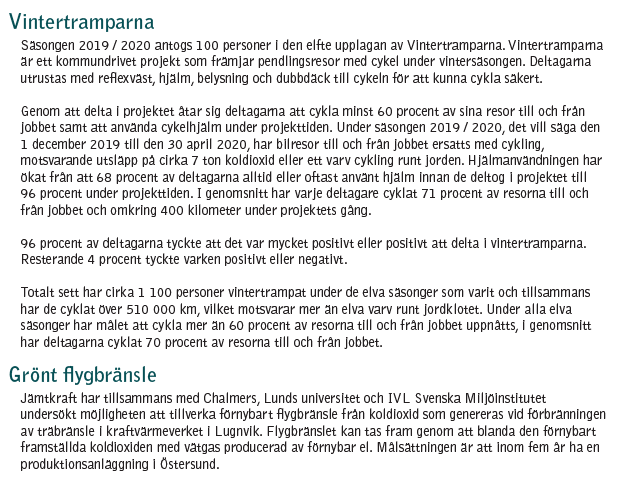 Vintertramparna
Säsongen 2019 / 2020 antogs 100 personer i den elfte upplagan av Vintertramparna. Vintertramparna
är ett kommundrivet projekt som främjar pendlingsresor med cykel under vintersäsongen. Deltagarna
utrustas med reflexväst, hjälm, belysning och dubbdäck till cykeln för att kunna cykla säkert.
Genom att delta i projektet åtar sig deltagarna att cykla minst 60 procent av sina resor till och från
jobbet samt att använda cykelhjälm under projekttiden. Under säsongen 2019 / 2020, det vill säga den
1 december 2019 till den 30 april 2020, har bilresor till och från jobbet ersatts med cykling,
motsvarande utsläpp på cirka 7 ton koldioxid eller ett varv cykling runt jorden. Hjälmanvändningen har
ökat från att 68 procent av deltagarna alltid eller oftast använt hjälm innan de deltog i projektet till
96 procent under projekttiden. I genomsnitt har varje deltagare cyklat 71 procent av resorna till och
från jobbet och omkring 400 kilometer under projektets gång.
96 procent av deltagarna tyckte att det var mycket positivt eller positivt att delta i vintertramparna.
Resterande 4 procent tyckte varken positivt eller negativt.
Totalt sett har cirka 1 100 personer vintertrampat under de elva säsonger som varit och tillsammans
har de cyklat över 510 000 km, vilket motsvarar mer än elva varv runt jordklotet. Under alla elva
säsonger har målet att cykla mer än 60 procent av resorna till och från jobbet uppnåtts, i genomsnitt
har deltagarna cyklat 70 procent av resorna till och från jobbet.
Grönt flygbränsle
Jämtkraft har tillsammans med Chalmers, Lunds universitet och IVL Svenska Miljöinstitutet
undersökt möjligheten att tillverka förnybart flygbränsle från koldioxid som genereras vid förbränningen
av träbränsle i kraftvärmeverket i Lugnvik. Flygbränslet kan tas fram genom att blanda den förnybart
framställda koldioxiden med vätgas producerad av förnybar el. Målsättningen är att inom fem år ha en
produktionsanläggning i Östersund.